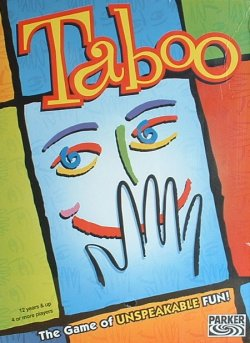 Taboo
12 years & up
4 or more players
The Game of UNSPEAKABLE FUN!
PARKER